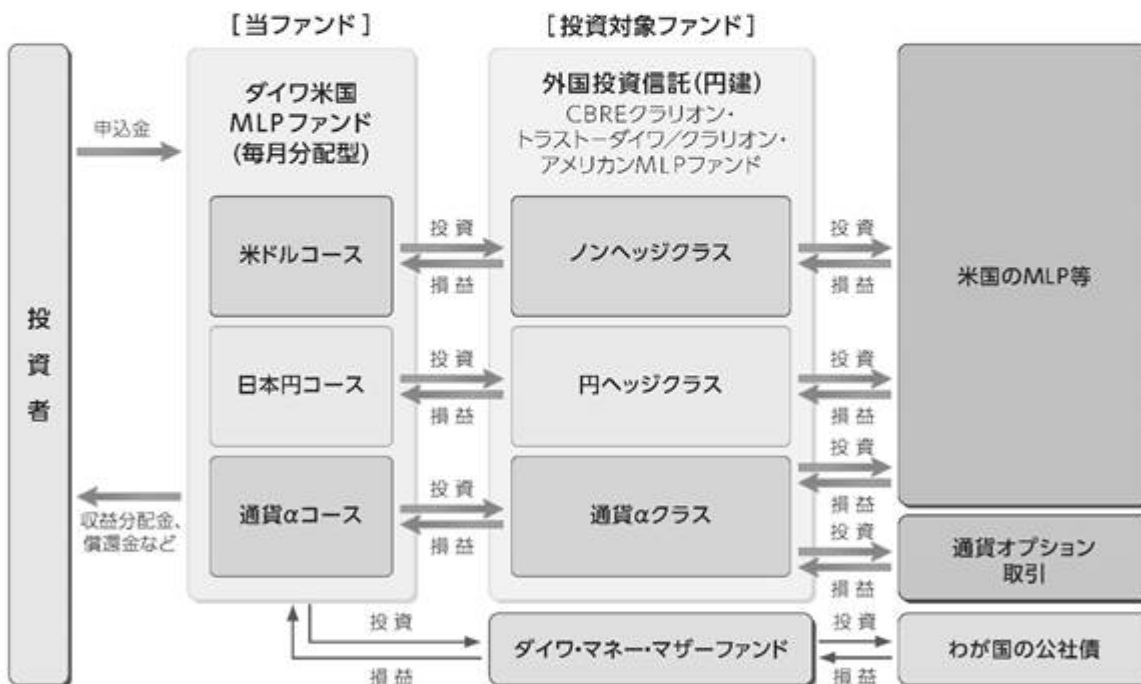 [当ファンド]
[投資対象ファンド]
投資者
申込金
収益分配金、
償還金など
ダイワ米国
MLPファンド
(毎月分配型)
外国投資信託(円建)
CBREクラリオン・
トラストーダイワ/クラリオン・
アメリカンMLPファンド
米ドルコース
投資
損益
ノンヘッジクラス
投資
損益
米国のMLP等
日本円コース
投資
損益
円ヘッジクラス
投資
損益
通貨αコース
投資
損益
通貨αクラス
投資
損益
投資
損益
通貨オプション
取引
投資
損益
ダイワ・マネー・マザーファンド
投資
損益
わが国の公社債